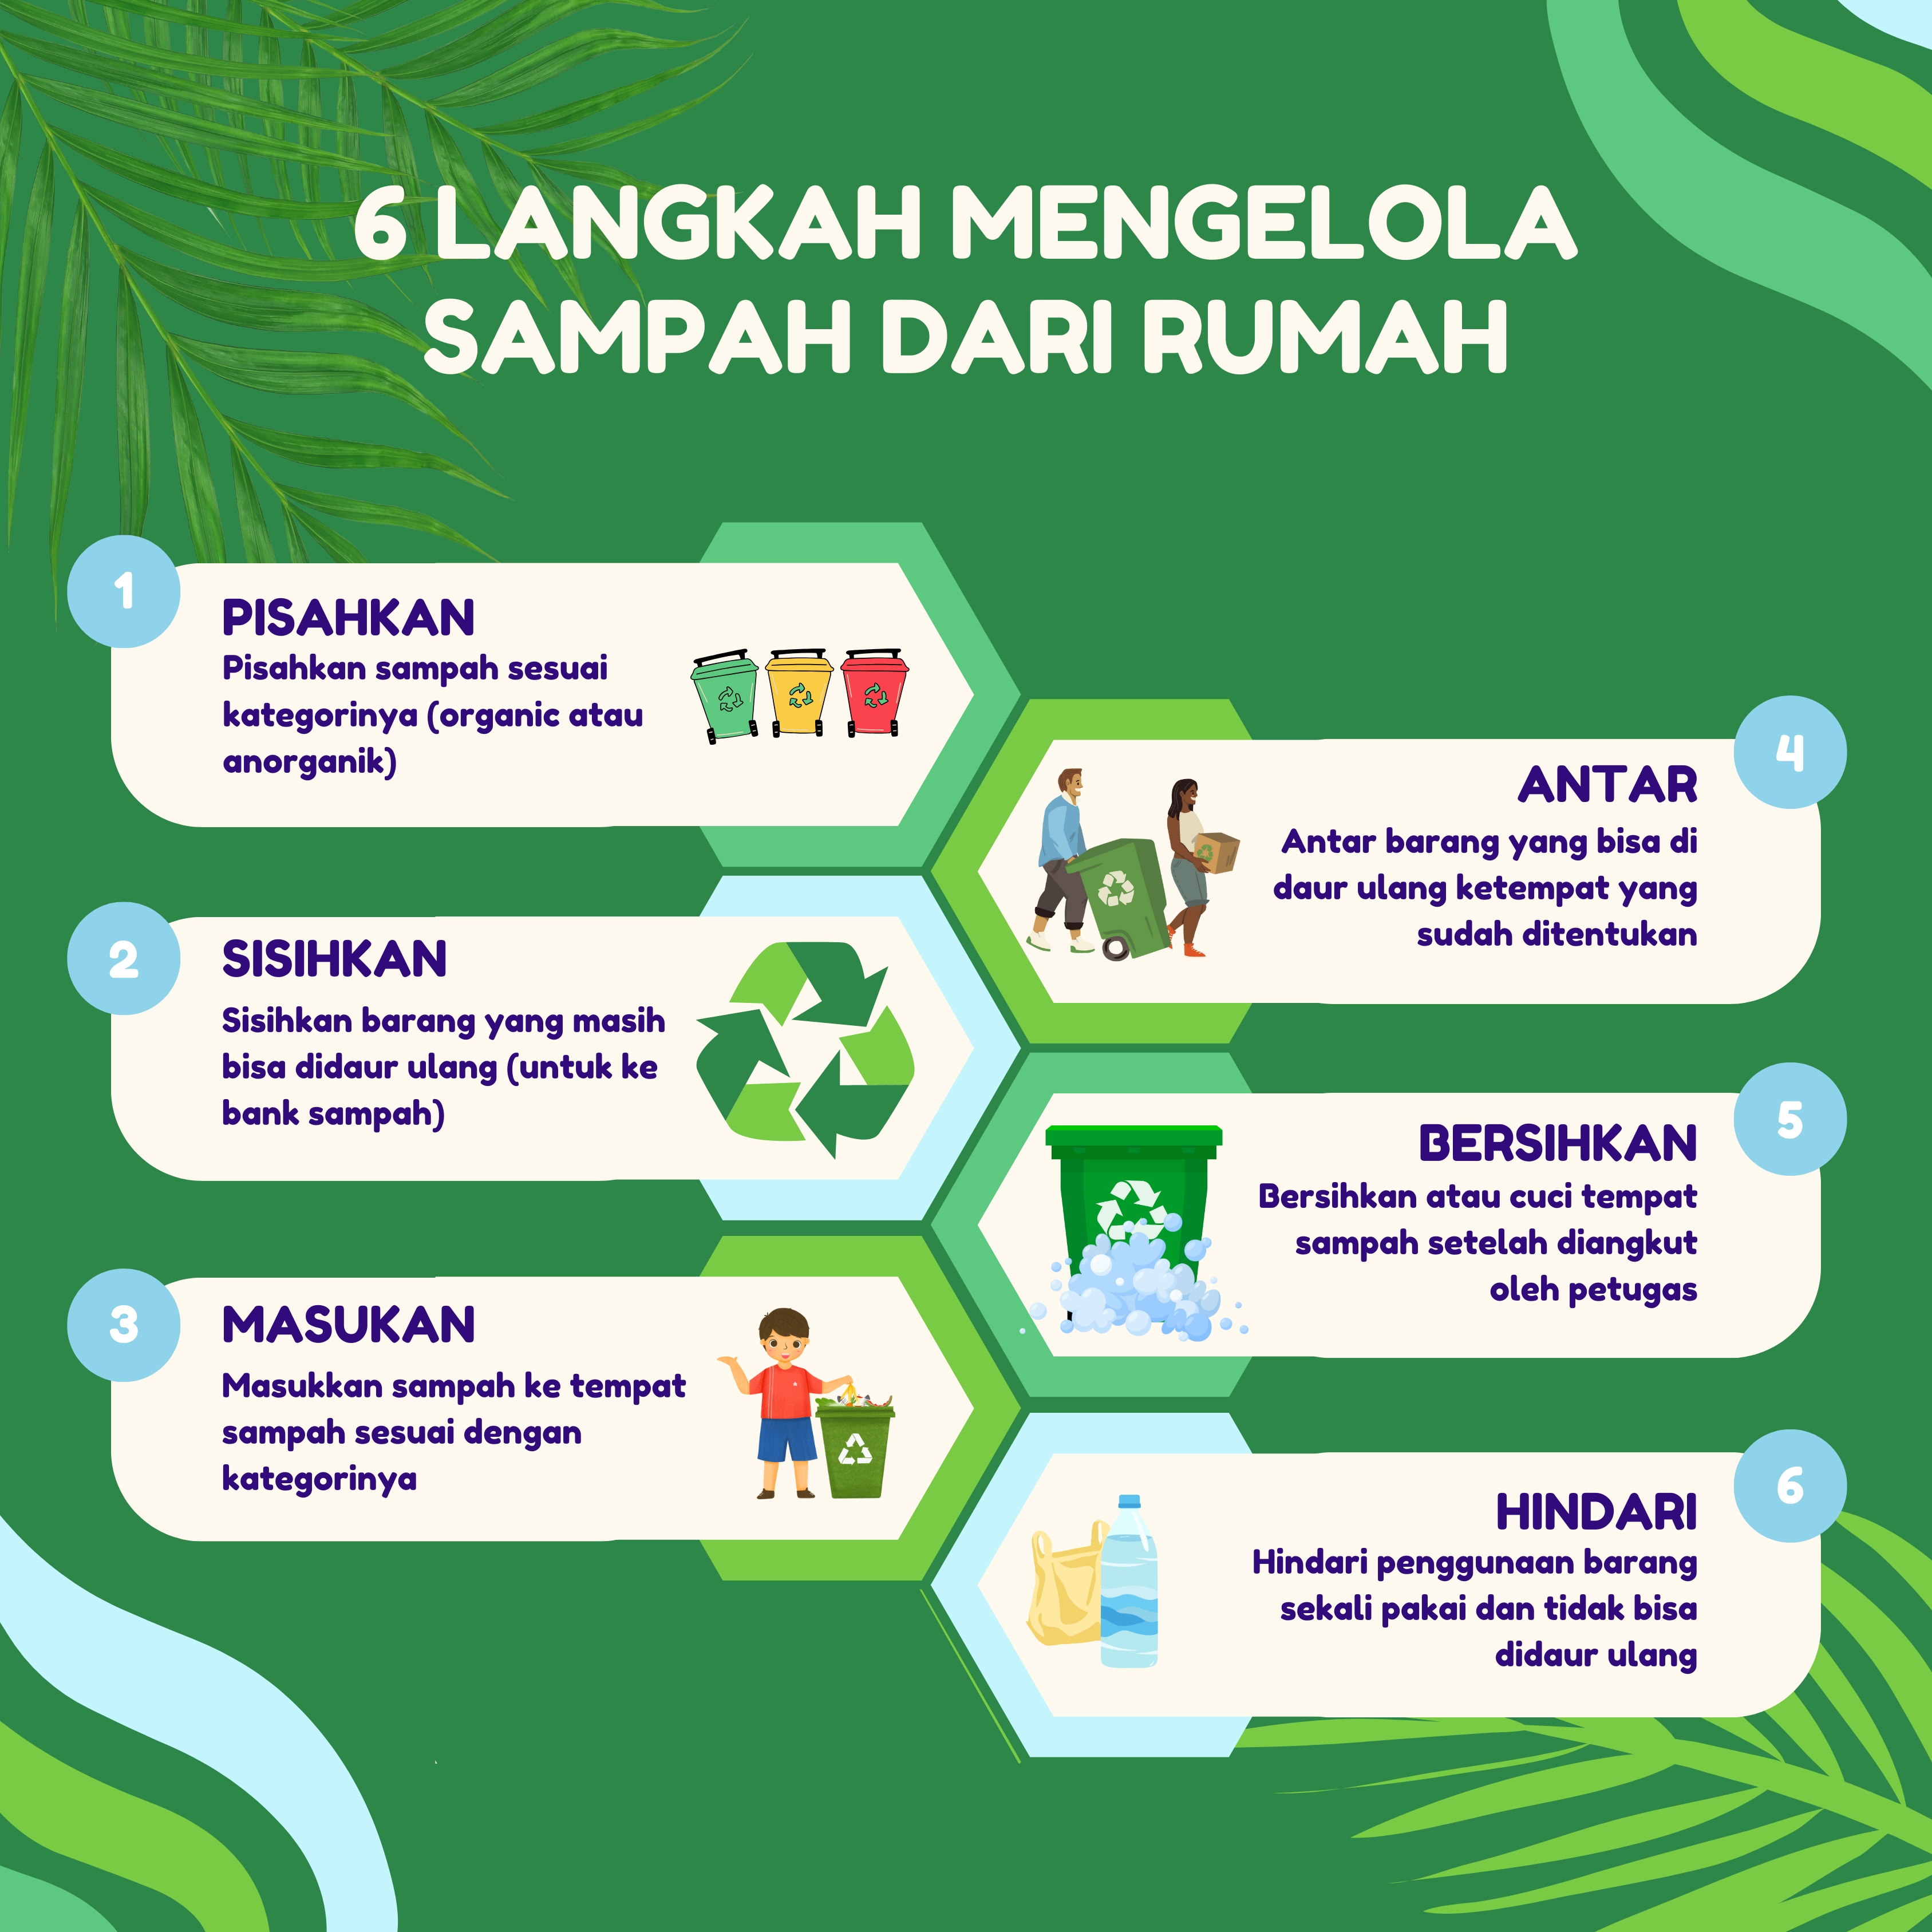 6 LANGKAH MENGELOLA
SAMPAH DARI RUMAH
1
PISAHKAN
Pisahkan sampah sesuai
kategorinya (organic atau
anorganik)
2
SISIHKAN
Sisihkan barang yang masih
bisa didaur ulang (untuk ke
bank sampah)
3
MASUKAN
Masukkan sampah ke tempat
sampah sesuai dengan
kategorinya
4
ANTAR
Antar barang yang bisa di
daur ulang ketempat yang
sudah ditentukan
5
BERSIHKAN
Bersihkan atau cuci tempat
sampah setelah diangkut
oleh petugas
6
HINDARI
Hindari penggunaan barang
sekali pakai dan tidak bisa
didaur ulang